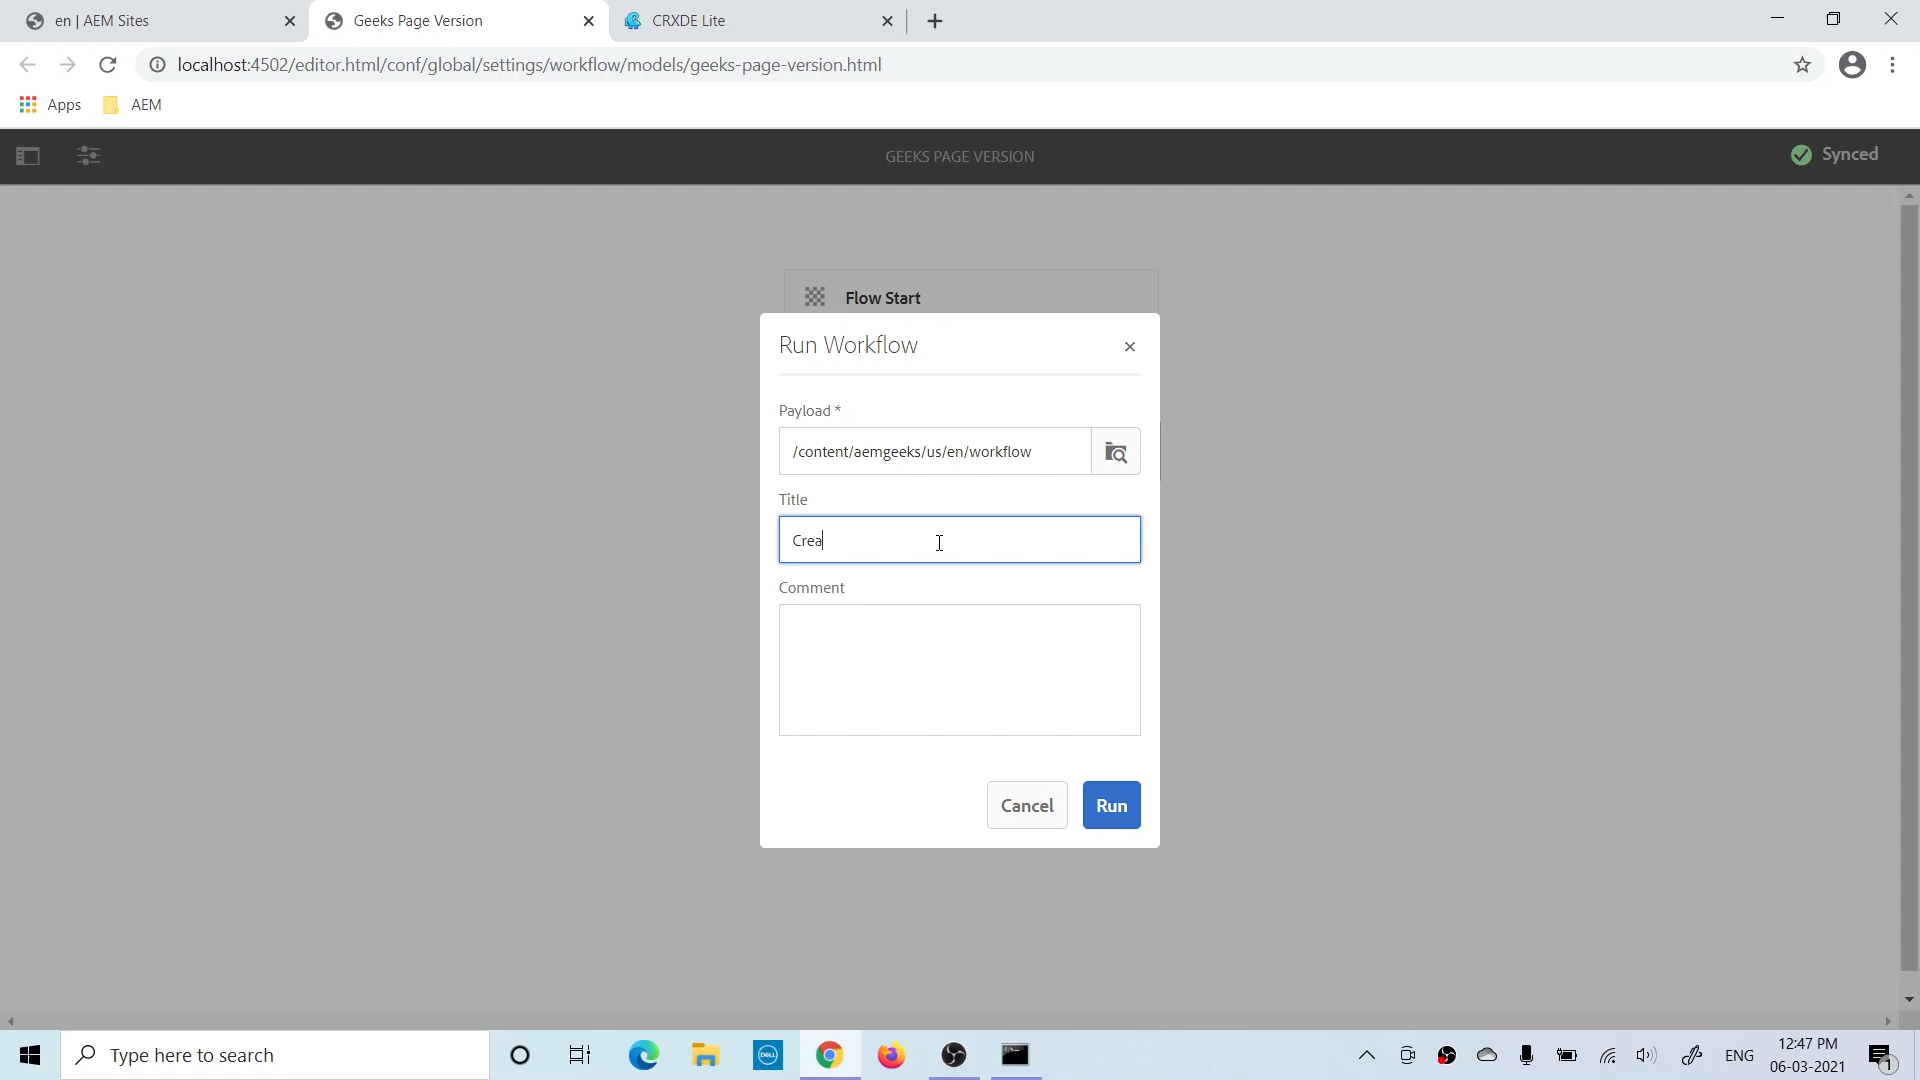 en | AEM Sites
Geeks Page Version
CRXDE Lite
localhost:4502/editor.html/conf/global/settings/workflow/models/geeks-page-version.html
Apps
AEM
GEEKS PAGE VERSION
Synced
Flow Start
Run Workflow
Payload *
/content/aemgeeks/us/en/workflow
Title
Crea
Comment
Cancel
Run
Type here to search
DELL
ENG
12:47 PM
06-03-2021
1